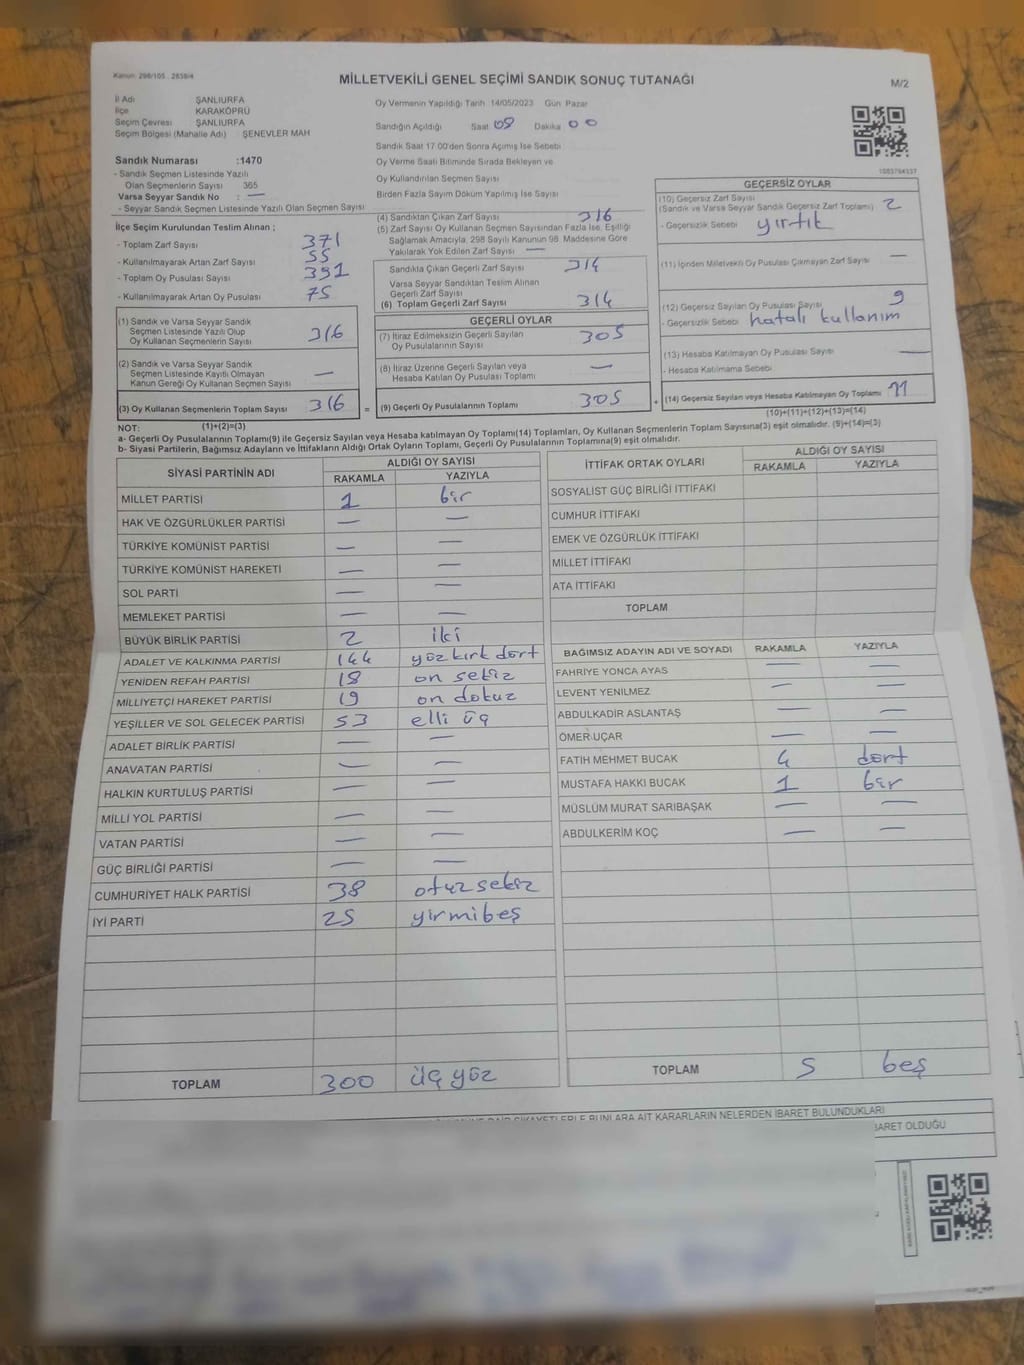 Kanun: 298/105 , 2839/4
MİLLETVEKİLİ GENEL SEÇİMİ SANDIK SONUÇ TUTANAĞI
M/2
İl Adı ŞANLIURFA
İlçe KARAKÖPRÜ
Seçim Çevresi ŞANLIURFA
Seçim Bölgesi (Mahalle Adı) ŞENEVLER MAH
Sandık Numarası :1470
- Sandık Seçmen Listesinde Yazılı
Olan Seçmenlerin Sayısı 365
Varsa Seyyar Sandık No : —
- Seyyar Sandık Seçmen Listesinde Yazılı Olan Seçmen Sayısı
Oy Vermenin Yapıldığı Tarih 14/05/2023 Gün Pazar
Sandığın Açıldığı Saat 08 Dakika 00
Sandık Saat 17.00'den Sonra Açımış İse Sebebi
Oy Verme Saati Bitiminde Sırada Bekleyen ve
Oy Kullandırılan Seçmen Sayısı
Birden Fazla Sayım Döküm Yapılmış İse Sayısı
İlçe Seçim Kurulundan Teslim Alınan ;
- Toplam Zarf Sayısı 371
- Kullanılmayarak Artan Zarf Sayısı 55
- Toplam Oy Pusulası Sayısı 391
- Kullanılmayarak Artan Oy Pusulası 75
(1) Sandık ve Varsa Seyyar Sandık
Seçmen Listesinde Yazılı Olup
Oy Kullanan Seçmenlerin Sayısı 316
(2) Sandık ve Varsa Seyyar Sandık
Seçmen Listesinde Kayıtlı Olmayan
Kanun Gereği Oy Kullanan Seçmen Sayısı —
(3) Oy Kullanan Seçmenlerin Toplam Sayısı 316 =
(1)+(2)=(3)
(4) Sandıktan Çıkan Zarf Sayısı 316
(5) Zarf Sayısı Oy Kullanan Seçmen Sayısından Fazla İse, Eşitliği
Sağlamak Amacıyla, 298 Sayılı Kanunun 98. Maddesine Göre
Yakılarak Yok Edilen Zarf Sayısı —
Sandıkla Çıkan Geçerli Zarf Sayısı 314
Varsa Seyyar Sandıktan Teslim Alınan
Geçerli Zarf Sayısı
(6) Toplam Geçerli Zarf Sayısı 314
GEÇERLİ OYLAR
(7) İtiraz Edilmeksizin Geçerli Sayılan
Oy Pusulalarının Sayısı 305
(8) İtiraz Üzerine Geçerli Sayılan veya
Hesaba Katılan Oy Pusulası Toplamı —
(9) Geçerli Oy Pusulalarının Toplamı 305 +
GEÇERSİZ OYLAR
(10) Geçersiz Zarf Sayısı
(Sandık ve Varsa Seyyar Sandık Geçersiz Zarf Toplamı) 2
- Geçersizlik Sebebi yırtık
(11) İçinden Milletvekili Oy Pusulası Çıkmayan Zarf Sayısı —
(12) Geçersiz Sayılan Oy Pusulası Sayısı 9
- Geçersizlik Sebebi hatalı kullanım
(13) Hesaba Katılmayan Oy Pusulası Sayısı —
- Hesaba Katılmama Sebebi
(14) Geçersiz Sayılan veya Hesaba Katılmayan Oy Toplamı 11
(10)+(11)+(12)+(13)=(14)
NOT:
a- Geçerli Oy Pusulalarının Toplamı(9) ile Geçersiz Sayılan veya Hesaba katılmayan Oy Toplamı(14) Toplamları, Oy Kullanan Seçmenlerin Toplam Sayısına(3) eşit olmalıdır. (9)+(14)=(3)
b- Siyasi Partilerin, Bağımsız Adayların ve İttifakların Aldığı Ortak Oyların Toplamı, Geçerli Oy Pusulalarının Toplamına(9) eşit olmalıdır.
SİYASİ PARTİNİN ADI ALDIĞI OY SAYISI
RAKAMLA YAZIYLA
MİLLET PARTİSİ 1 bir
HAK VE ÖZGÜRLÜKLER PARTİSİ — —
TÜRKİYE KOMÜNİST PARTİSİ — —
TÜRKİYE KOMÜNİST HAREKETİ — —
SOL PARTİ — —
MEMLEKET PARTİSİ — —
BÜYÜK BİRLİK PARTİSİ 2 iki
ADALET VE KALKINMA PARTİSİ 144 yüz kırk dört
YENİDEN REFAH PARTİSİ 18 on sekiz
MİLLİYETÇİ HAREKET PARTİSİ 19 on dokuz
YEŞİLLER VE SOL GELECEK PARTİSİ 53 elli üç
ADALET BİRLİK PARTİSİ — —
ANAVATAN PARTİSİ — —
HALKIN KURTULUŞ PARTİSİ — —
MİLLİ YOL PARTİSİ — —
VATAN PARTİSİ — —
GÜÇ BİRLİĞİ PARTİSİ — —
CUMHURİYET HALK PARTİSİ 38 otuz sekiz
İYİ PARTİ 25 yirmibeş
TOPLAM 300 üç yüz
İTTİFAK ORTAK OYLARI ALDIĞI OY SAYISI
RAKAMLA YAZIYLA
SOSYALİST GÜÇ BİRLİĞİ İTTİFAKI
CUMHUR İTTİFAKI
EMEK VE ÖZGÜRLÜK İTTİFAKI
MİLLET İTTİFAKI
ATA İTTİFAKI
TOPLAM
BAĞIMSIZ ADAYIN ADI VE SOYADI RAKAMLA YAZIYLA
FAHRİYE YONCA AYAS — —
LEVENT YENİLMEZ — —
ABDULKADİR ASLANTAŞ — —
ÖMER UÇAR — —
FATİH MEHMET BUCAK 4 dört
MUSTAFA HAKKI BUCAK 1 bir
MÜSLÜM MURAT SARIBAŞAK — —
ABDULKERİM KOÇ — —
TOPLAM 5 beş
ŞİKAYETLERLE BUNLARA AİT KARARLARIN NELERDEN İBARET BULUNDUKLARI
OLDUĞU